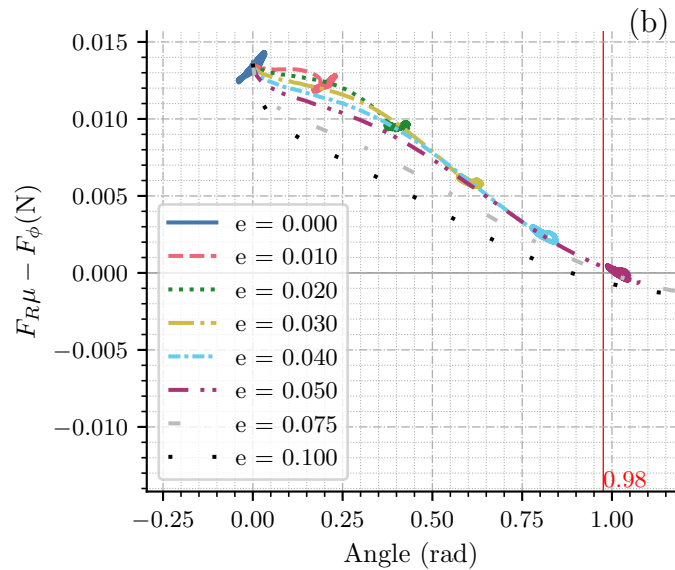 (b)
0.015
0.010
0.005
0.000
−0.005
−0.010
F_Rμ − F_ϕ(N)
e = 0.000
e = 0.010
e = 0.020
e = 0.030
e = 0.040
e = 0.050
e = 0.075
e = 0.100
0.98
−0.25 0.00 0.25 0.50 0.75 1.00
Angle (rad)